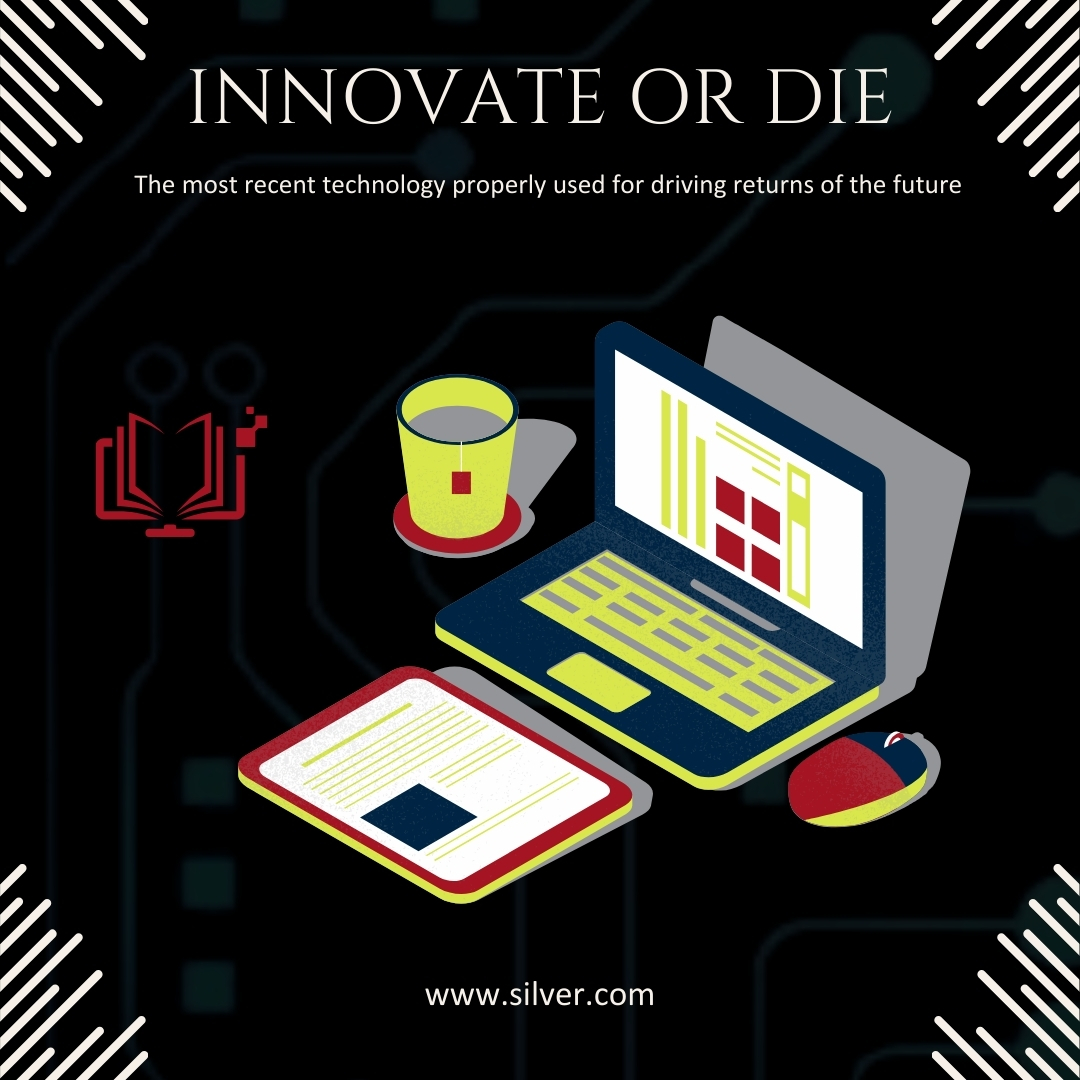 INNOVATE OR DIE
The most recent technology properly used for driving returns of the future
www.silver.com